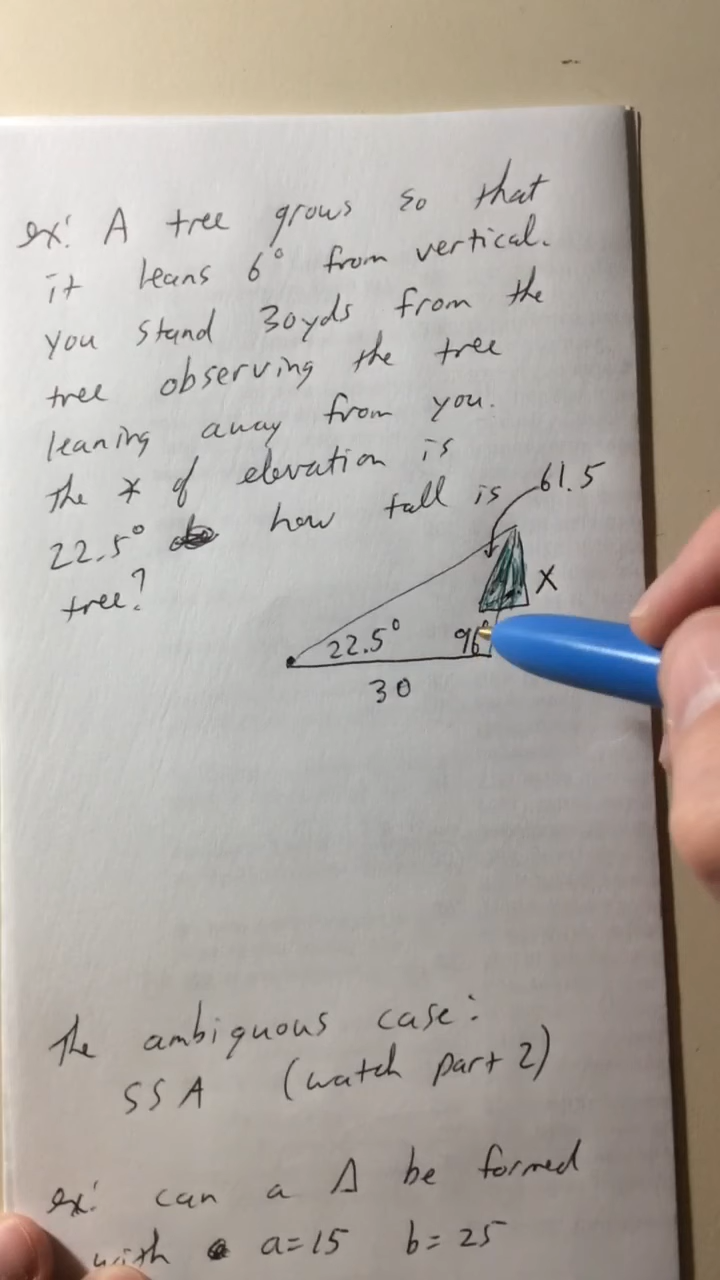 ex: A tree grows so that
it leans 6° from vertical.
you stand 30yds from the
tree observing the tree
leaning away from you.
The ∡ of elevation is
22.5° how tall is
tree?
61.5
X
22.5°
96°
30
The ambiguous case:
SSA (watch part 2)
ex: can a Δ be formed
with a=15 b=25